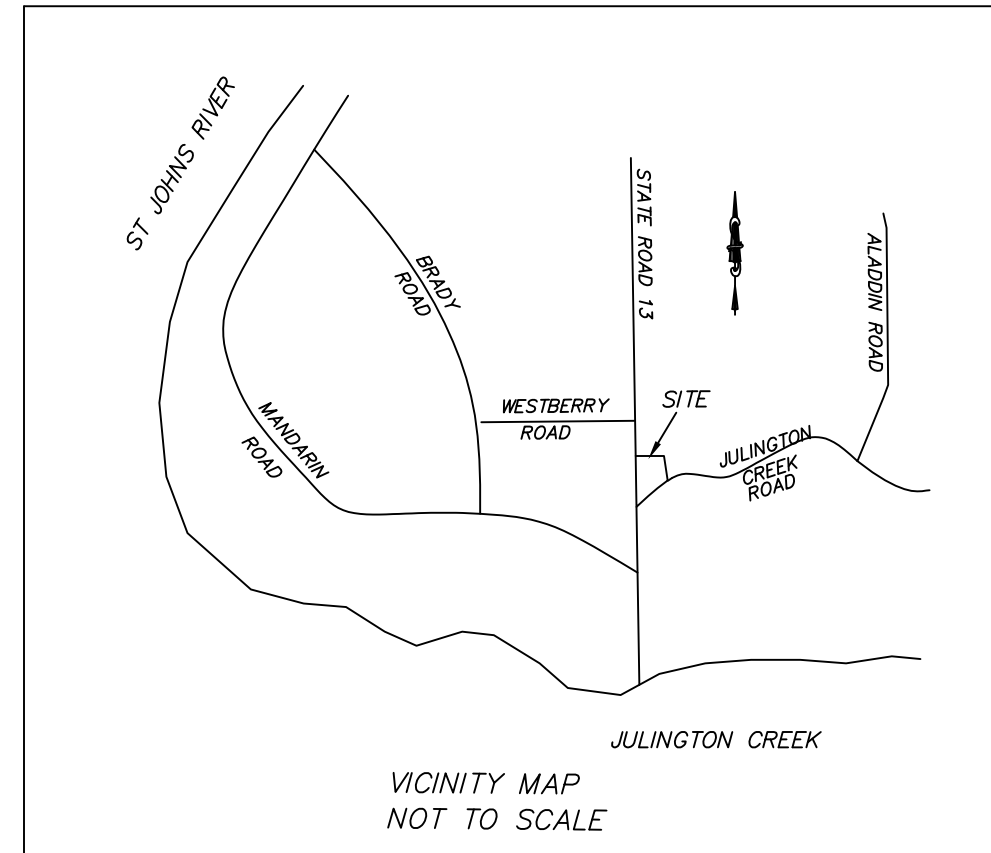 ST JOHNS RIVER
BRADY
ROAD
STATE ROAD 13
ALADDIN ROAD
MANDARIN
ROAD
WESTBERRY
ROAD
SITE
JULINGTON
CREEK
ROAD
JULINGTON CREEK
VICINITY MAP
NOT TO SCALE